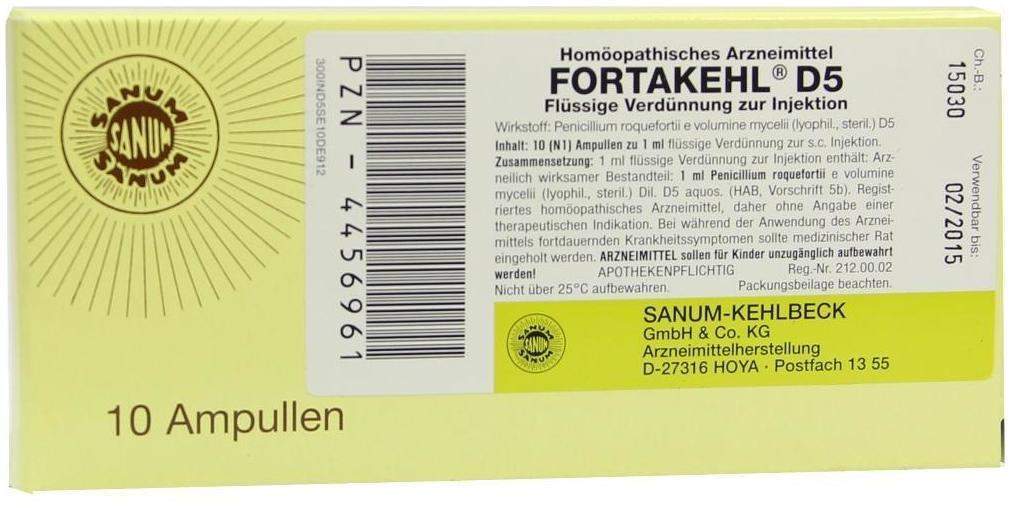 SANUM
SANUM
SANUM
10 Ampullen
PZN - 4456961
300IND5SE10DE912
Homöopathisches Arzneimittel
FORTAKEHL® D5
Flüssige Verdünnung zur Injektion
Wirkstoff: Penicillium roquefortii e volumine mycelii (lyophil., steril.) D5
Inhalt: 10 (N1) Ampullen zu 1 ml flüssige Verdünnung zur s.c. Injektion.
Zusammensetzung: 1 ml flüssige Verdünnung zur Injektion enthält: Arz-
neilich wirksamer Bestandteil: 1 ml Penicillium roquefortii e volumine
mycelii (lyophil., steril.) Dil. D5 aquos. (HAB, Vorschrift 5b). Regist-
riertes homöopathisches Arzneimittel, daher ohne Angabe einer
therapeutischen Indikation. Bei während der Anwendung des Arznei-
mittels fortdauernden Krankheitssymptomen sollte medizinischer Rat
eingeholt werden. ARZNEIMITTEL sollen für Kinder unzugänglich aufbewahrt
werden! APOTHEKENPFLICHTIG Reg.-Nr. 212.00.02
Nicht über 25°C aufbewahren. Packungsbeilage beachten.
SANUM
SANUM
SANUM
SANUM-KEHLBECK
GmbH & Co. KG
Arzneimittelherstellung
D-27316 HOYA · Postfach 13 55
Ch.-B.:
15030
Verwendbar bis:
02/2015